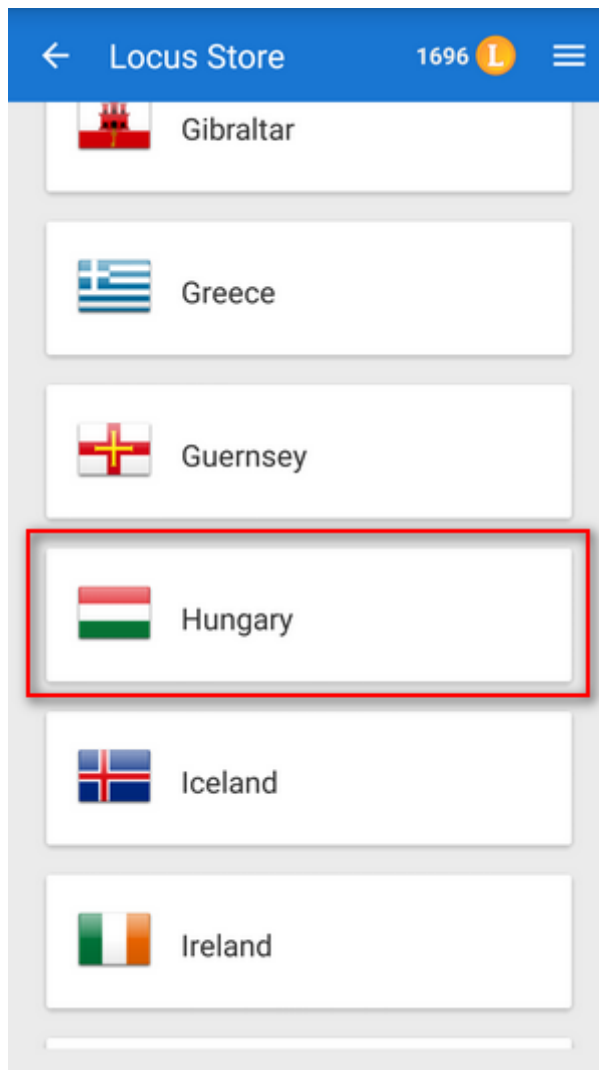 Locus Store 1696 L
Gibraltar
Greece
Guernsey
Hungary
Iceland
Ireland